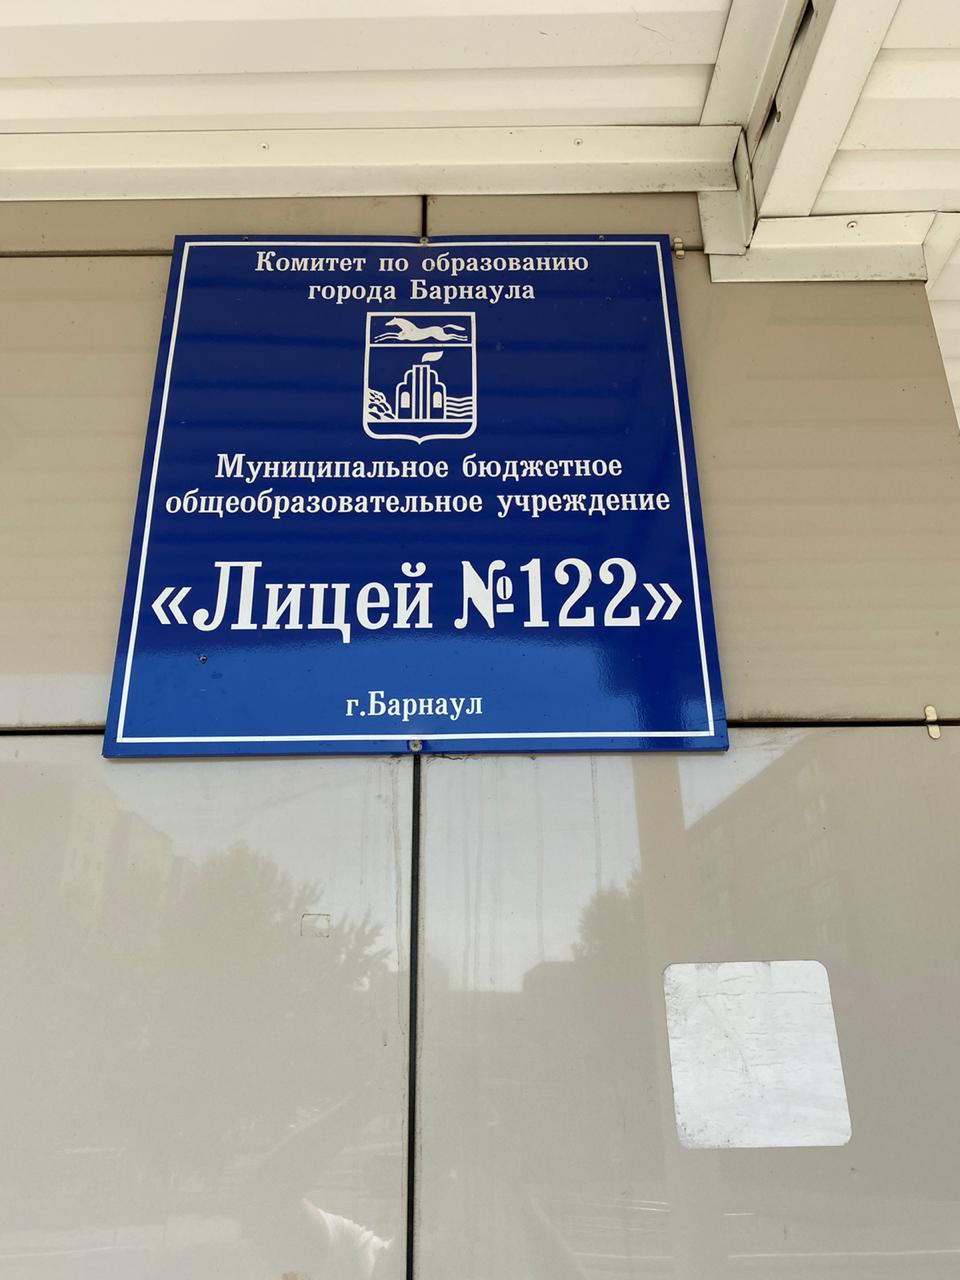 Комитет по образованию
города Барнаула
Муниципальное бюджетное
общеобразовательное учреждение
«Лицей №122»
г.Барнаул